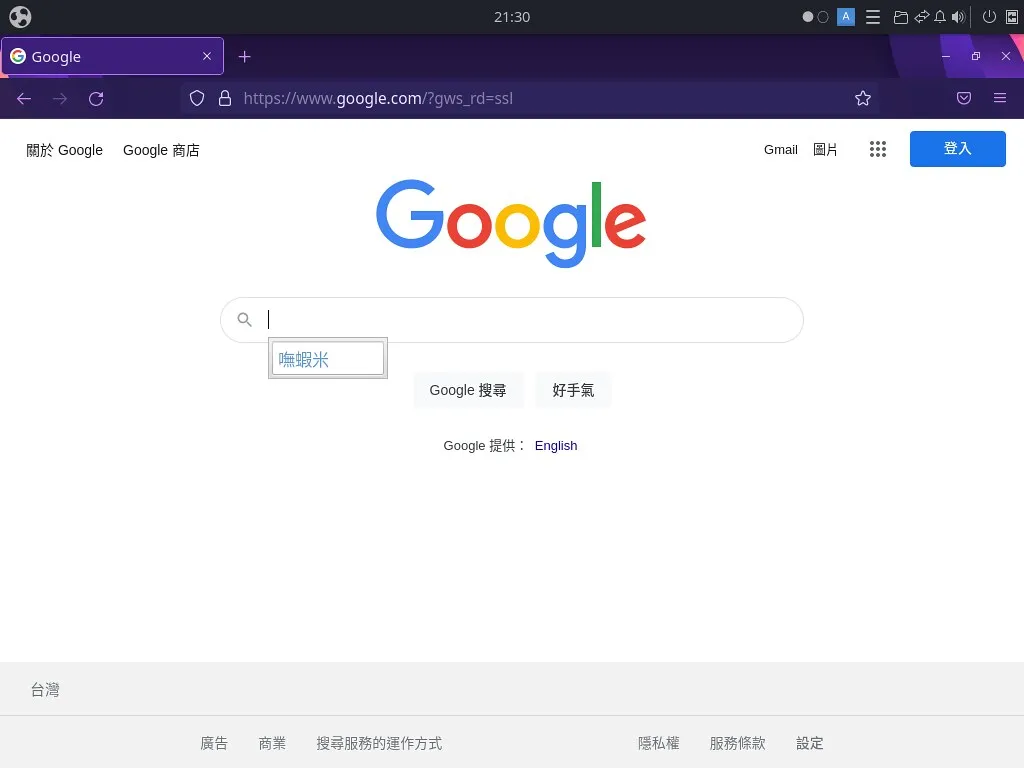 21:30
A
Google
https://www.google.com/?gws_rd=ssl
關於 Google Google 商店 Gmail 圖片 登入
Google
嘸蝦米
Google 搜尋 好手氣
Google 提供： English
台灣
廣告 商業 搜尋服務的運作方式 隱私權 服務條款 設定